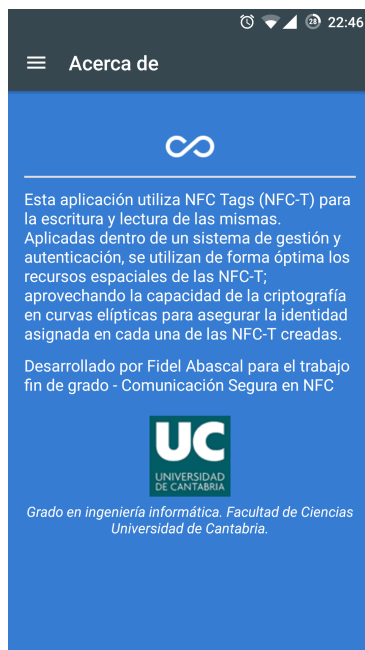 28 22:46
Acerca de
Esta aplicación utiliza NFC Tags (NFC-T) para
la escritura y lectura de las mismas.
Aplicadas dentro de un sistema de gestión y
autenticación, se utilizan de forma óptima los
recursos espaciales de las NFC-T;
aprovechando la capacidad de la criptografía
en curvas elípticas para asegurar la identidad
asignada en cada una de las NFC-T creadas.
Desarrollado por Fidel Abascal para el trabajo
fin de grado - Comunicación Segura en NFC
UC
UNIVERSIDAD
DE CANTABRIA
Grado en ingeniería informática. Facultad de Ciencias
Universidad de Cantabria.